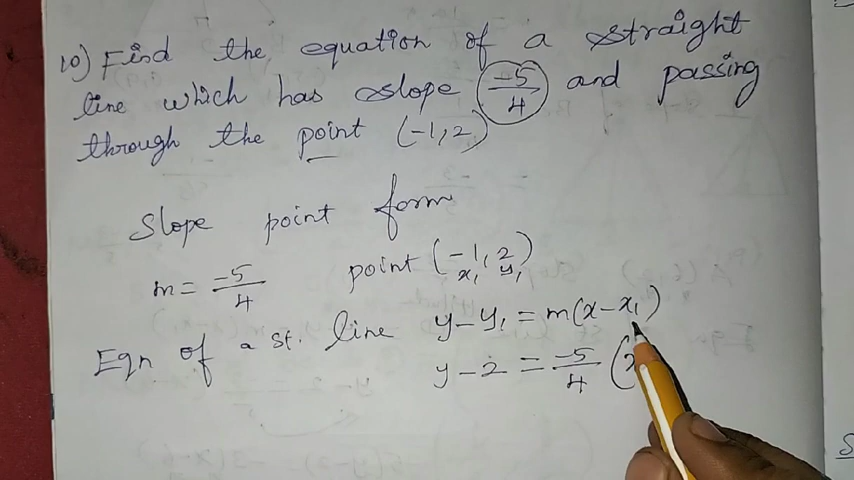 10) Find the equation of a straight
line which has slope -5/4 and passing
through the point (-1,2)
Slope point form
m = -5/4 point (-1, 2)
x₁ y₁
Eqn of a st. line y-y₁ = m(x-x₁)
y-2 = -5/4 (x